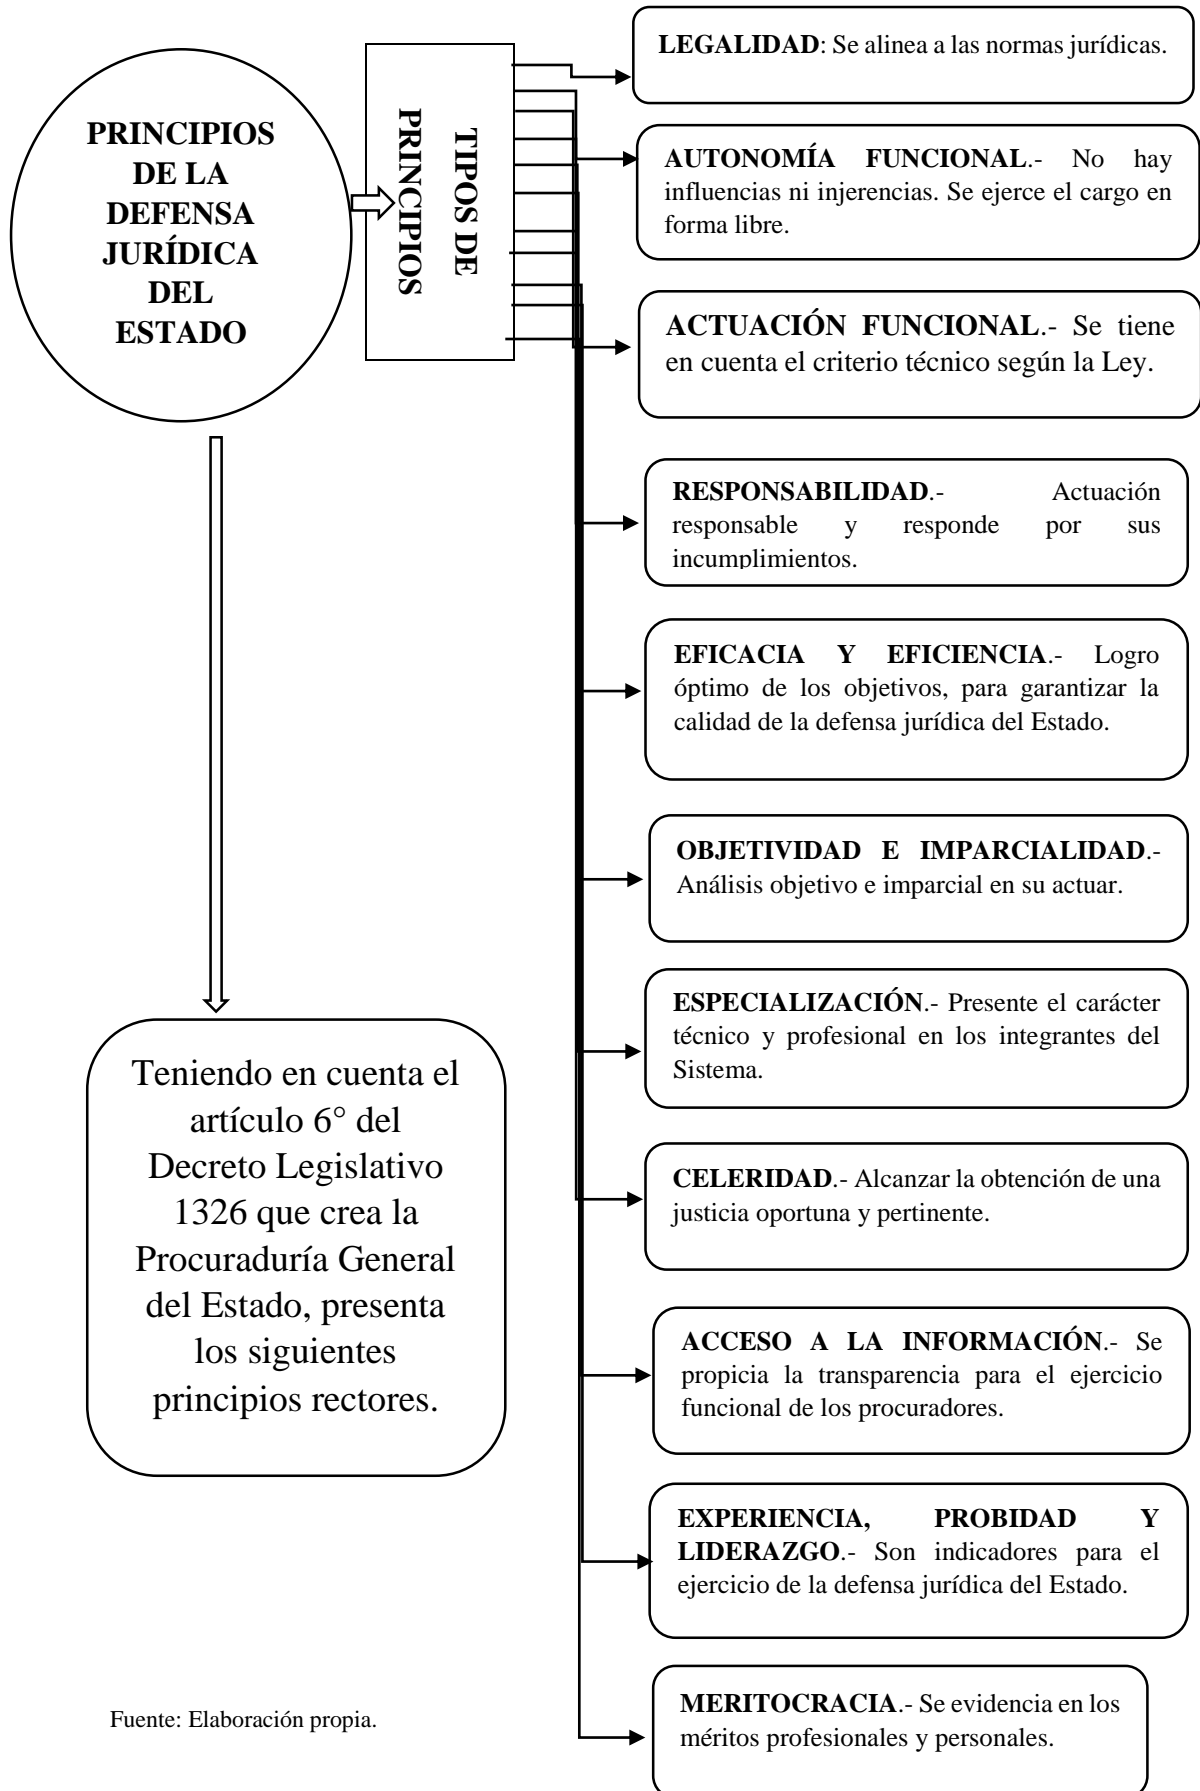 PRINCIPIOS
DE LA
DEFENSA
JURÍDICA
DEL
ESTADO
TIPOS DE
PRINCIPIOS
LEGALIDAD: Se alinea a las normas jurídicas.
AUTONOMÍA FUNCIONAL.- No hay
influencias ni injerencias. Se ejerce el cargo en
forma libre.
ACTUACIÓN FUNCIONAL.- Se tiene
en cuenta el criterio técnico según la Ley.
RESPONSABILIDAD.- Actuación
responsable y responde por sus
incumplimientos.
EFICACIA Y EFICIENCIA.- Logro
óptimo de los objetivos, para garantizar la
calidad de la defensa jurídica del Estado.
OBJETIVIDAD E IMPARCIALIDAD.-
Análisis objetivo e imparcial en su actuar.
ESPECIALIZACIÓN.- Presente el carácter
técnico y profesional en los integrantes del
Sistema.
CELERIDAD.- Alcanzar la obtención de una
justicia oportuna y pertinente.
ACCESO A LA INFORMACIÓN.- Se
propicia la transparencia para el ejercicio
funcional de los procuradores.
EXPERIENCIA, PROBIDAD Y
LIDERAZGO.- Son indicadores para el
ejercicio de la defensa jurídica del Estado.
MERITOCRACIA.- Se evidencia en los
méritos profesionales y personales.
Teniendo en cuenta el
artículo 6° del
Decreto Legislativo
1326 que crea la
Procuraduría General
del Estado, presenta
los siguientes
principios rectores.
Fuente: Elaboración propia.